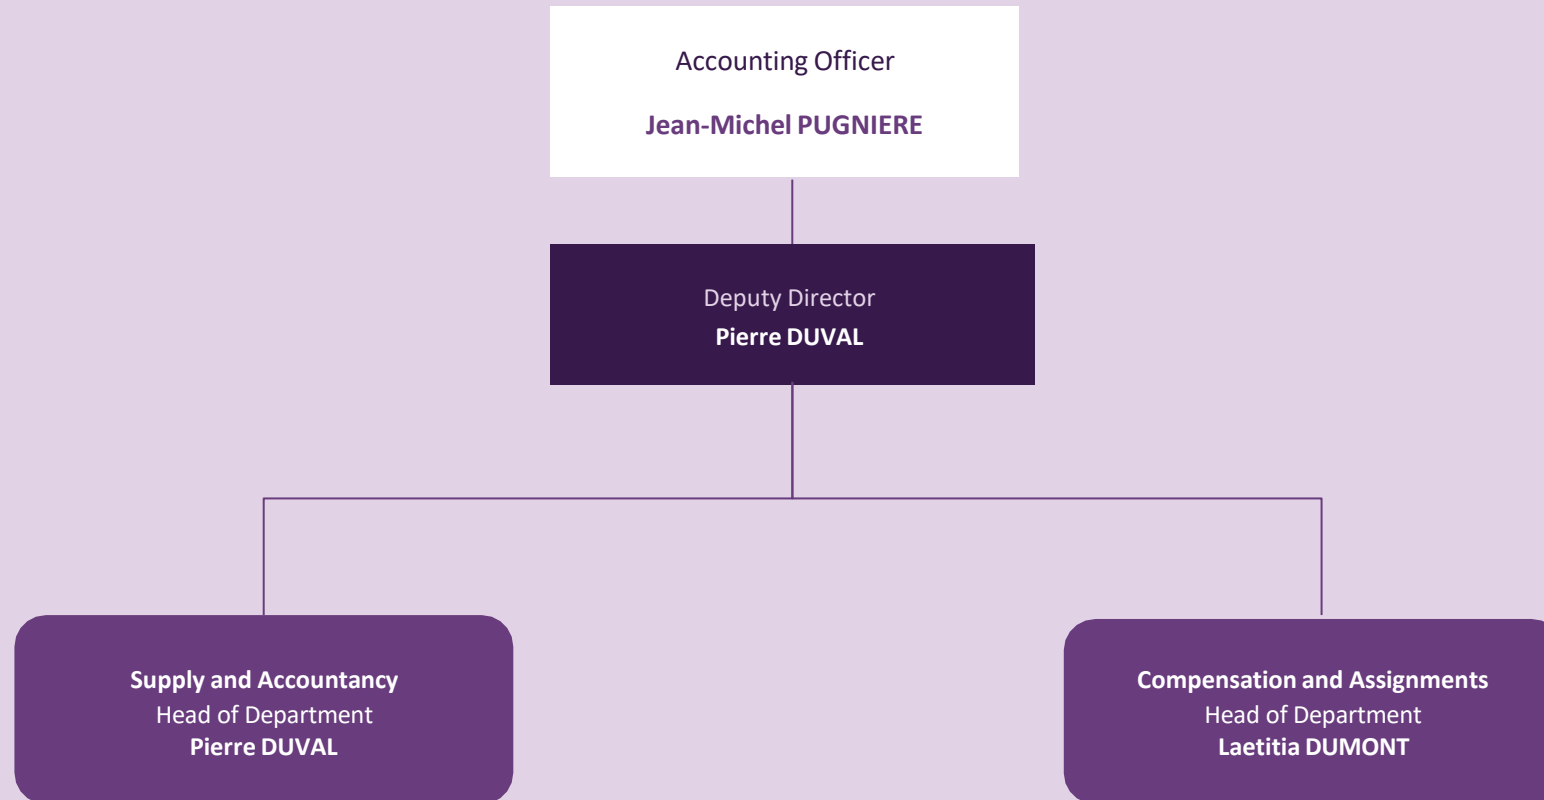 Accounting Officer
Jean-Michel PUGNIERE
Deputy Director
Pierre DUVAL
Supply and Accountancy
Head of Department
Pierre DUVAL
Compensation and Assignments
Head of Department
Laetitia DUMONT